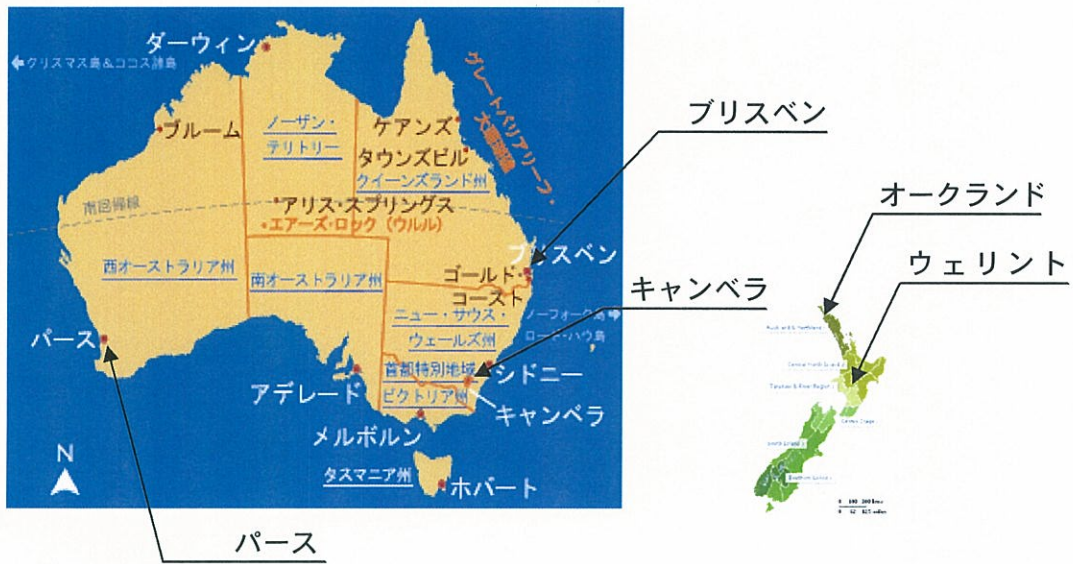 ダーウィン
クリスマス島&ココス諸島
グレートバリアリーフ
ブリスベン
ブルーム
ノーザン・
テリトリー
ケアンズ
タウンズビル
クイーンズランド州
オークランド
南回帰線
アリス・スプリングス
エアーズ・ロック (ウルル)
ブリスベン
ウェリント
西オーストラリア州
南オーストラリア州
ゴールド
コースト
キャンベラ
ニュー・サウス・
ウェールズ州
ノーフォーク島
ロード・ハウ島
パース
首都特別地域
シドニー
アデレード
ビクトリア州
キャンベラ
メルボルン
N
タスマニア州
ホバート
パース